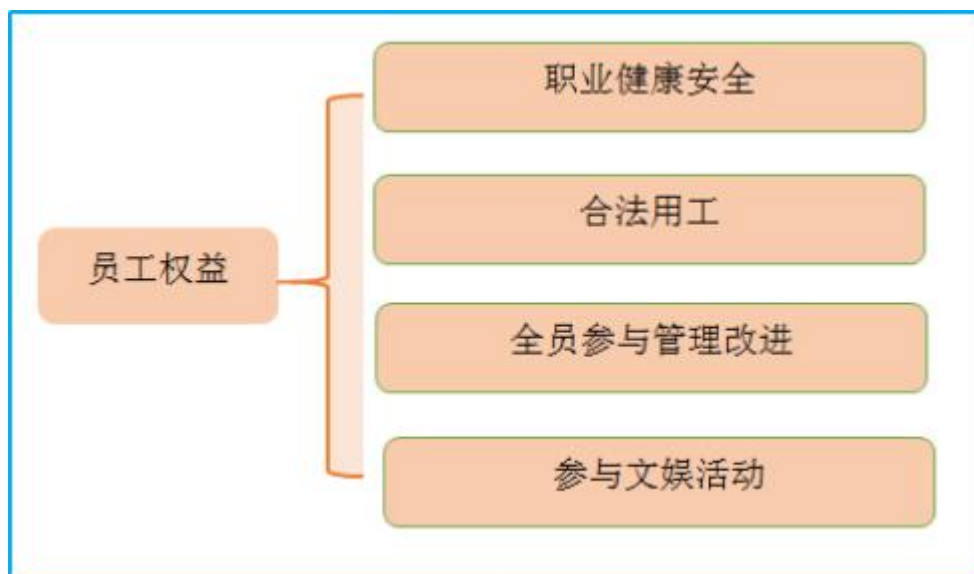 职业健康安全
合法用工
员工权益
全员参与管理改进
参与文娱活动